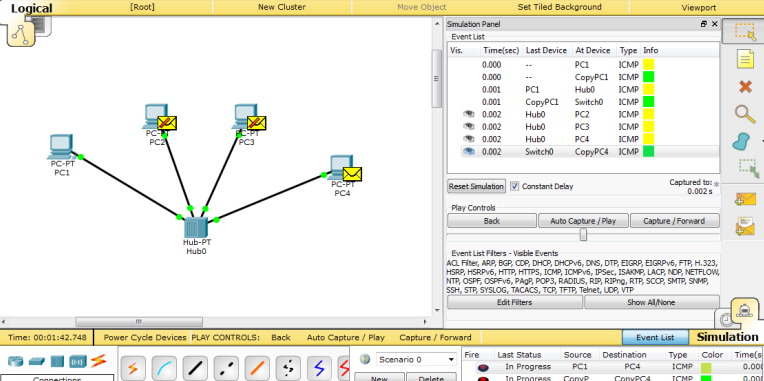 Logical [Root] New Cluster Move Object Set Tiled Background Viewport
Simulation Panel
Event List
Vis. Time(sec) Last Device At Device Type Info
0.000 -- PC1 ICMP
0.000 -- CopyPC1 ICMP
0.001 PC1 Hub0 ICMP
0.001 CopyPC1 Switch0 ICMP
0.002 Hub0 PC2 ICMP
0.002 Hub0 PC3 ICMP
0.002 Hub0 PC4 ICMP
0.002 Switch0 CopyPC4 ICMP
PC-PT
PC1
PC-PT
PC2
PC-PT
PC3
PC-PT
PC4
Hub-PT
Hub0
Reset Simulation Constant Delay Captured to: *
0.002 s
Play Controls
Back Auto Capture / Play Capture / Forward
Event List Filters - Visible Events
ACL Filter, ARP, BGP, CDP, DHCP, DHCPv6, DNS, DTP, EIGRP, EIGRPv6, FTP, H.323,
HSRP, HSRPv6, HTTP, HTTPS, ICMP, ICMPv6, IPSec, ISAKMP, LACP, NDP, NETFLOW,
NTP, OSPF, OSPFv6, PAgP, POP3, RADIUS, RIP, RIPng, RTP, SCCP, SMTP, SNMP,
SSH, STP, SYSLOG, TACACS, TCP, TFTP, Telnet, UDP, VTP
Edit Filters Show All/None
Time: 00:01:42.748 Power Cycle Devices PLAY CONTROLS: Back Auto Capture / Play Capture / Forward Event List Simulation
Scenario 0
New Delete
Connections
Fire Last Status Source Destination Type Color Time(s
In Progress PC1 PC4 ICMP 0.000
In Progress CopyP CopyPC4 ICMP 0.000